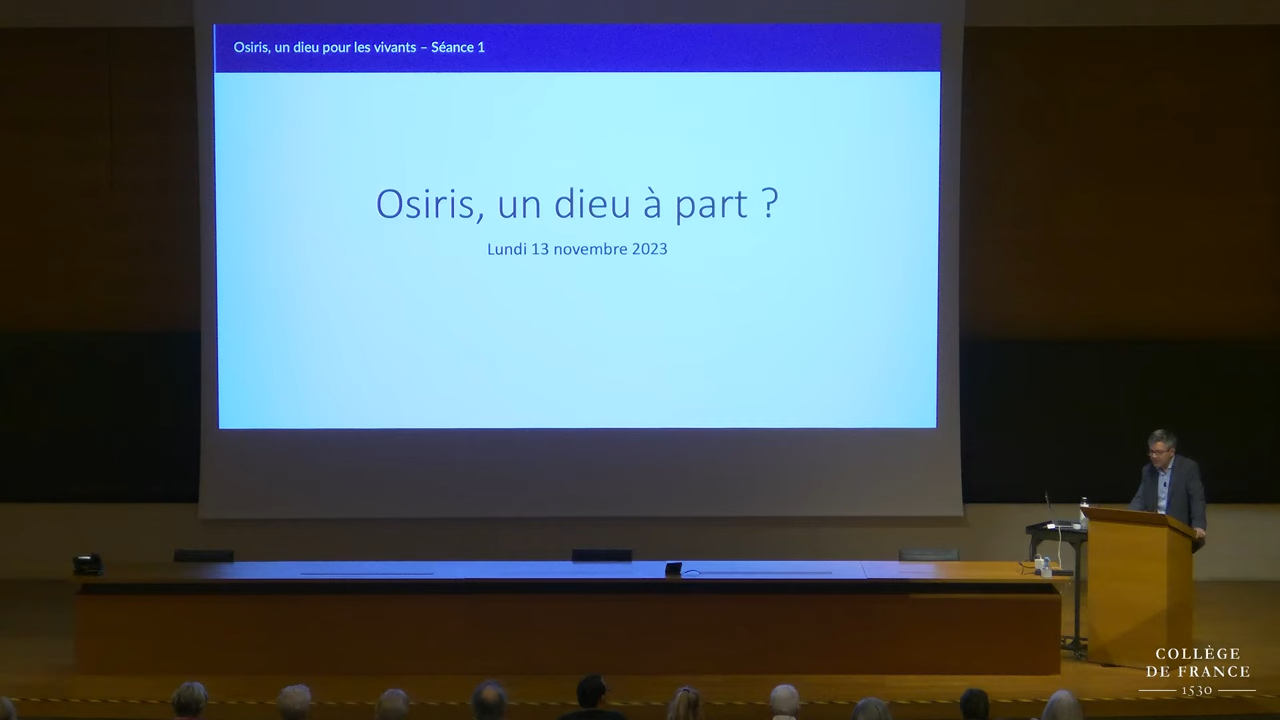 Osiris, un dieu pour les vivants – Séance 1
Osiris, un dieu à part ?
Lundi 13 novembre 2023
COLLÈGE
DE FRANCE
1530